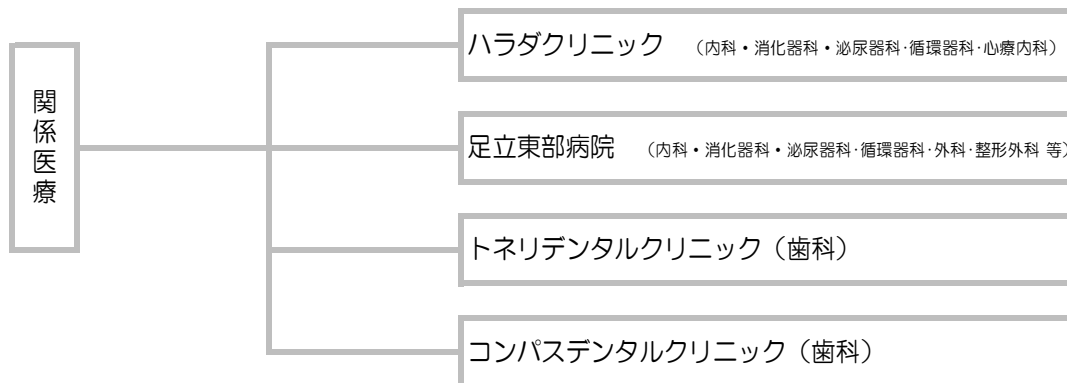 関係医療
ハラダクリニック （内科・消化器科・泌尿器科・循環器科・心療内科）
足立東部病院 （内科・消化器科・泌尿器科・循環器科・外科・整形外科 等）
トネリデンタルクリニック（歯科）
コンパスデンタルクリニック（歯科）